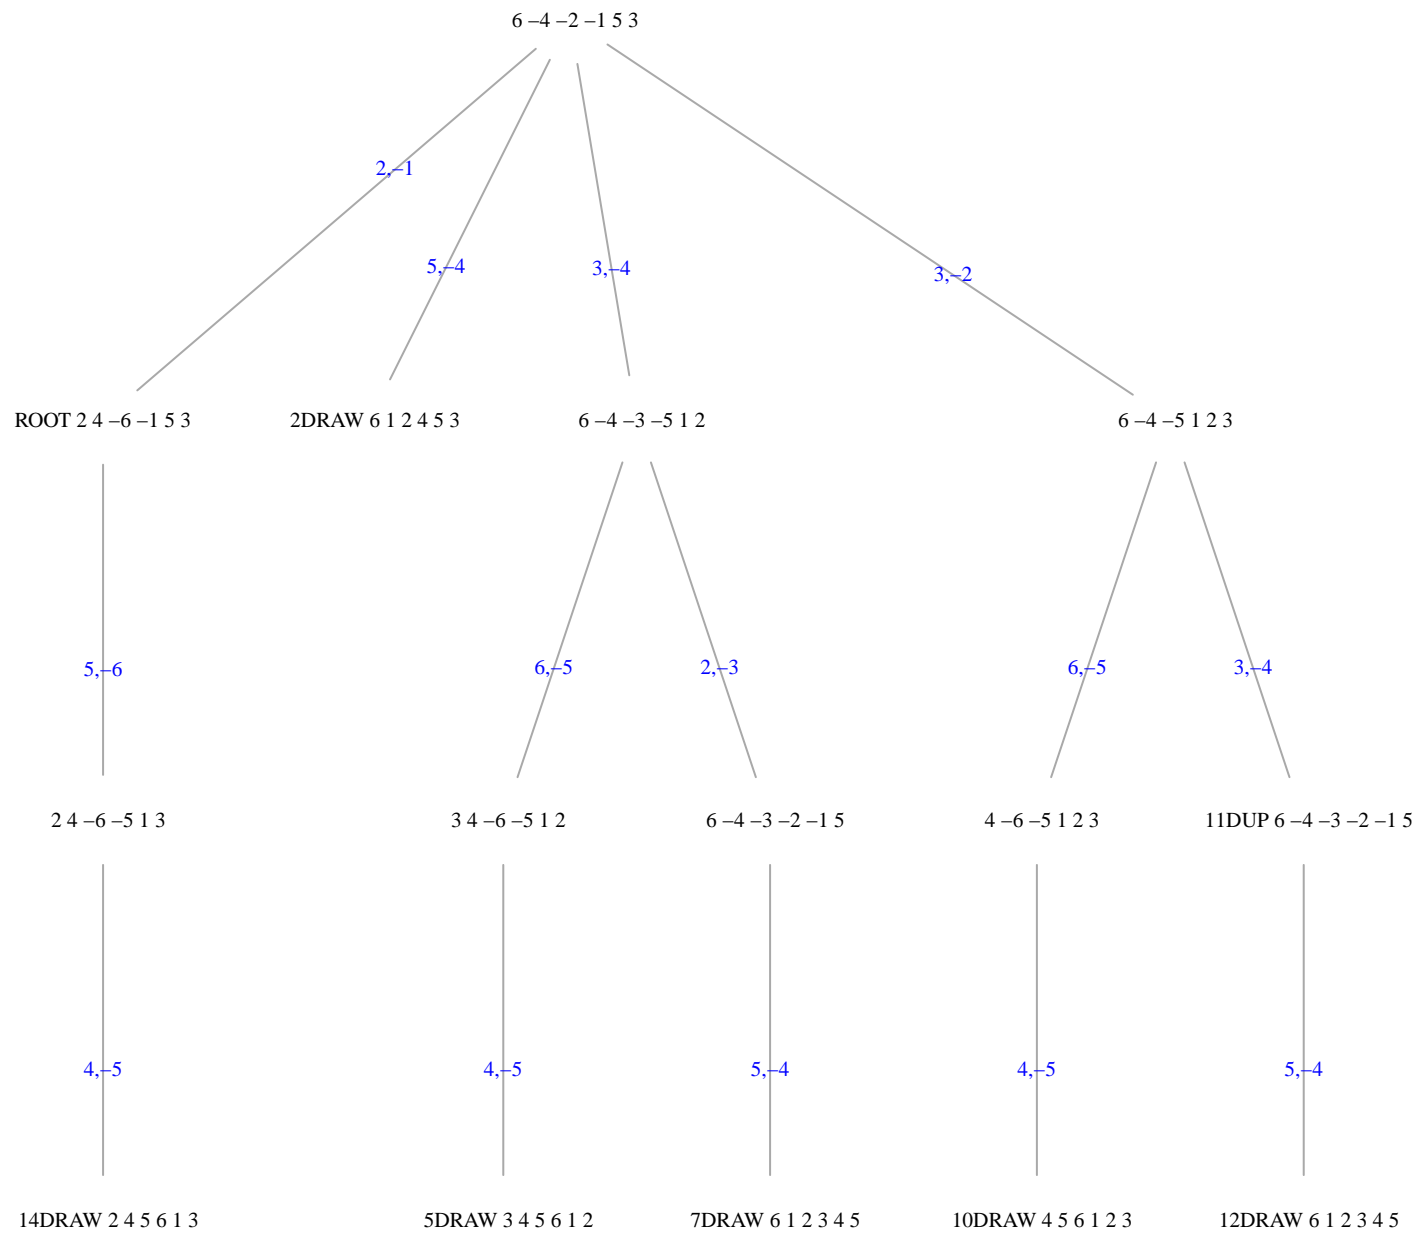 6 –4 –2 –1 5 3
2,–1
5,–4
3,–4
3,–2
ROOT 2 4 –6 –1 5 3
2DRAW 6 1 2 4 5 3
6 –4 –3 –5 1 2
6 –4 –5 1 2 3
5,–6
6,–5
2,–3
6,–5
3,–4
2 4 –6 –5 1 3
3 4 –6 –5 1 2
6 –4 –3 –2 –1 5
4 –6 –5 1 2 3
11DUP 6 –4 –3 –2 –1 5
4,–5
4,–5
5,–4
4,–5
5,–4
14DRAW 2 4 5 6 1 3
5DRAW 3 4 5 6 1 2
7DRAW 6 1 2 3 4 5
10DRAW 4 5 6 1 2 3
12DRAW 6 1 2 3 4 5